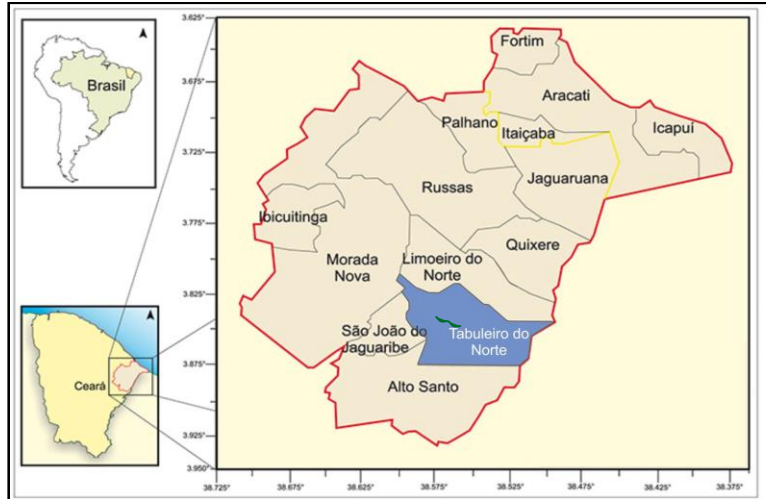 Brasil
Ceará
3.625"
3.675"
3.725"
3.775"
3.825"
3.875"
3.925"
3.950"
38.725"
38.675"
38.625"
38.575"
38.525"
38.475"
38.425"
38.375"
Fortim
Aracati
Palhano
Itaiçaba
Icapui
Russas
Jaguaruana
Ibicuitinga
Quixere
Morada
Nova
Limoeiro do
Norte
São João do
Jaguaribe
Tabuleiro do
Norte
Alto Santo